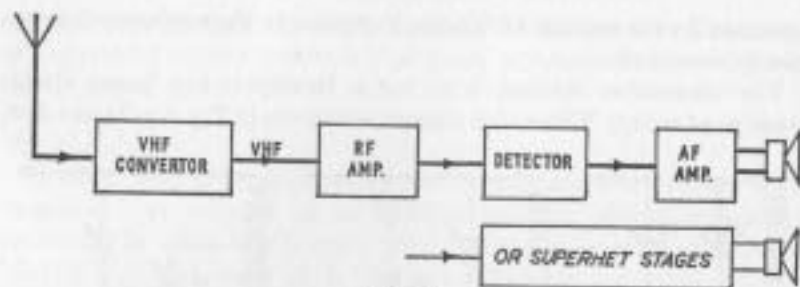 VHF
CONVERTOR
VHF
RF
AMP.
DETECTOR
AF
AMP.
OR SUPERHET STAGES